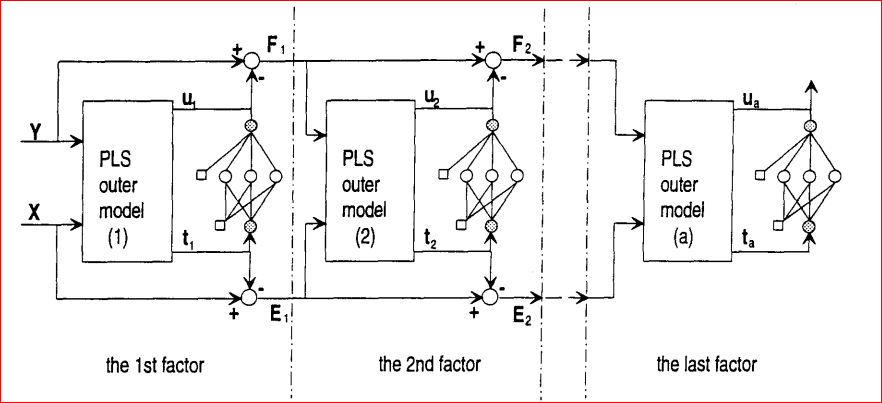 + F1 + F2
- -
u1 u2 ua
Y
PLS
outer
model
(1)
PLS
outer
model
(2)
PLS
outer
model
(a)
X
t1 t2 ta
- -
+ E1 + E2
the 1st factor the 2nd factor the last factor